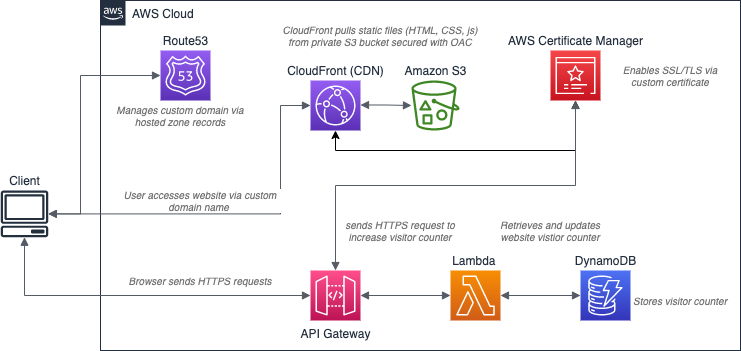 aws
AWS Cloud
Route53
53
Manages custom domain via
hosted zone records
CloudFront pulls static files (HTML, CSS, js)
from private S3 bucket secured with OAC
CloudFront (CDN)
Amazon S3
AWS Certificate Manager
Enables SSL/TLS via
custom certificate
Client
User accesses website via custom
domain name
sends HTTPS request to
increase visitor counter
Retrieves and updates
website vistior counter
Browser sends HTTPS requests
API Gateway
Lambda
DynamoDB
Stores visitor counter